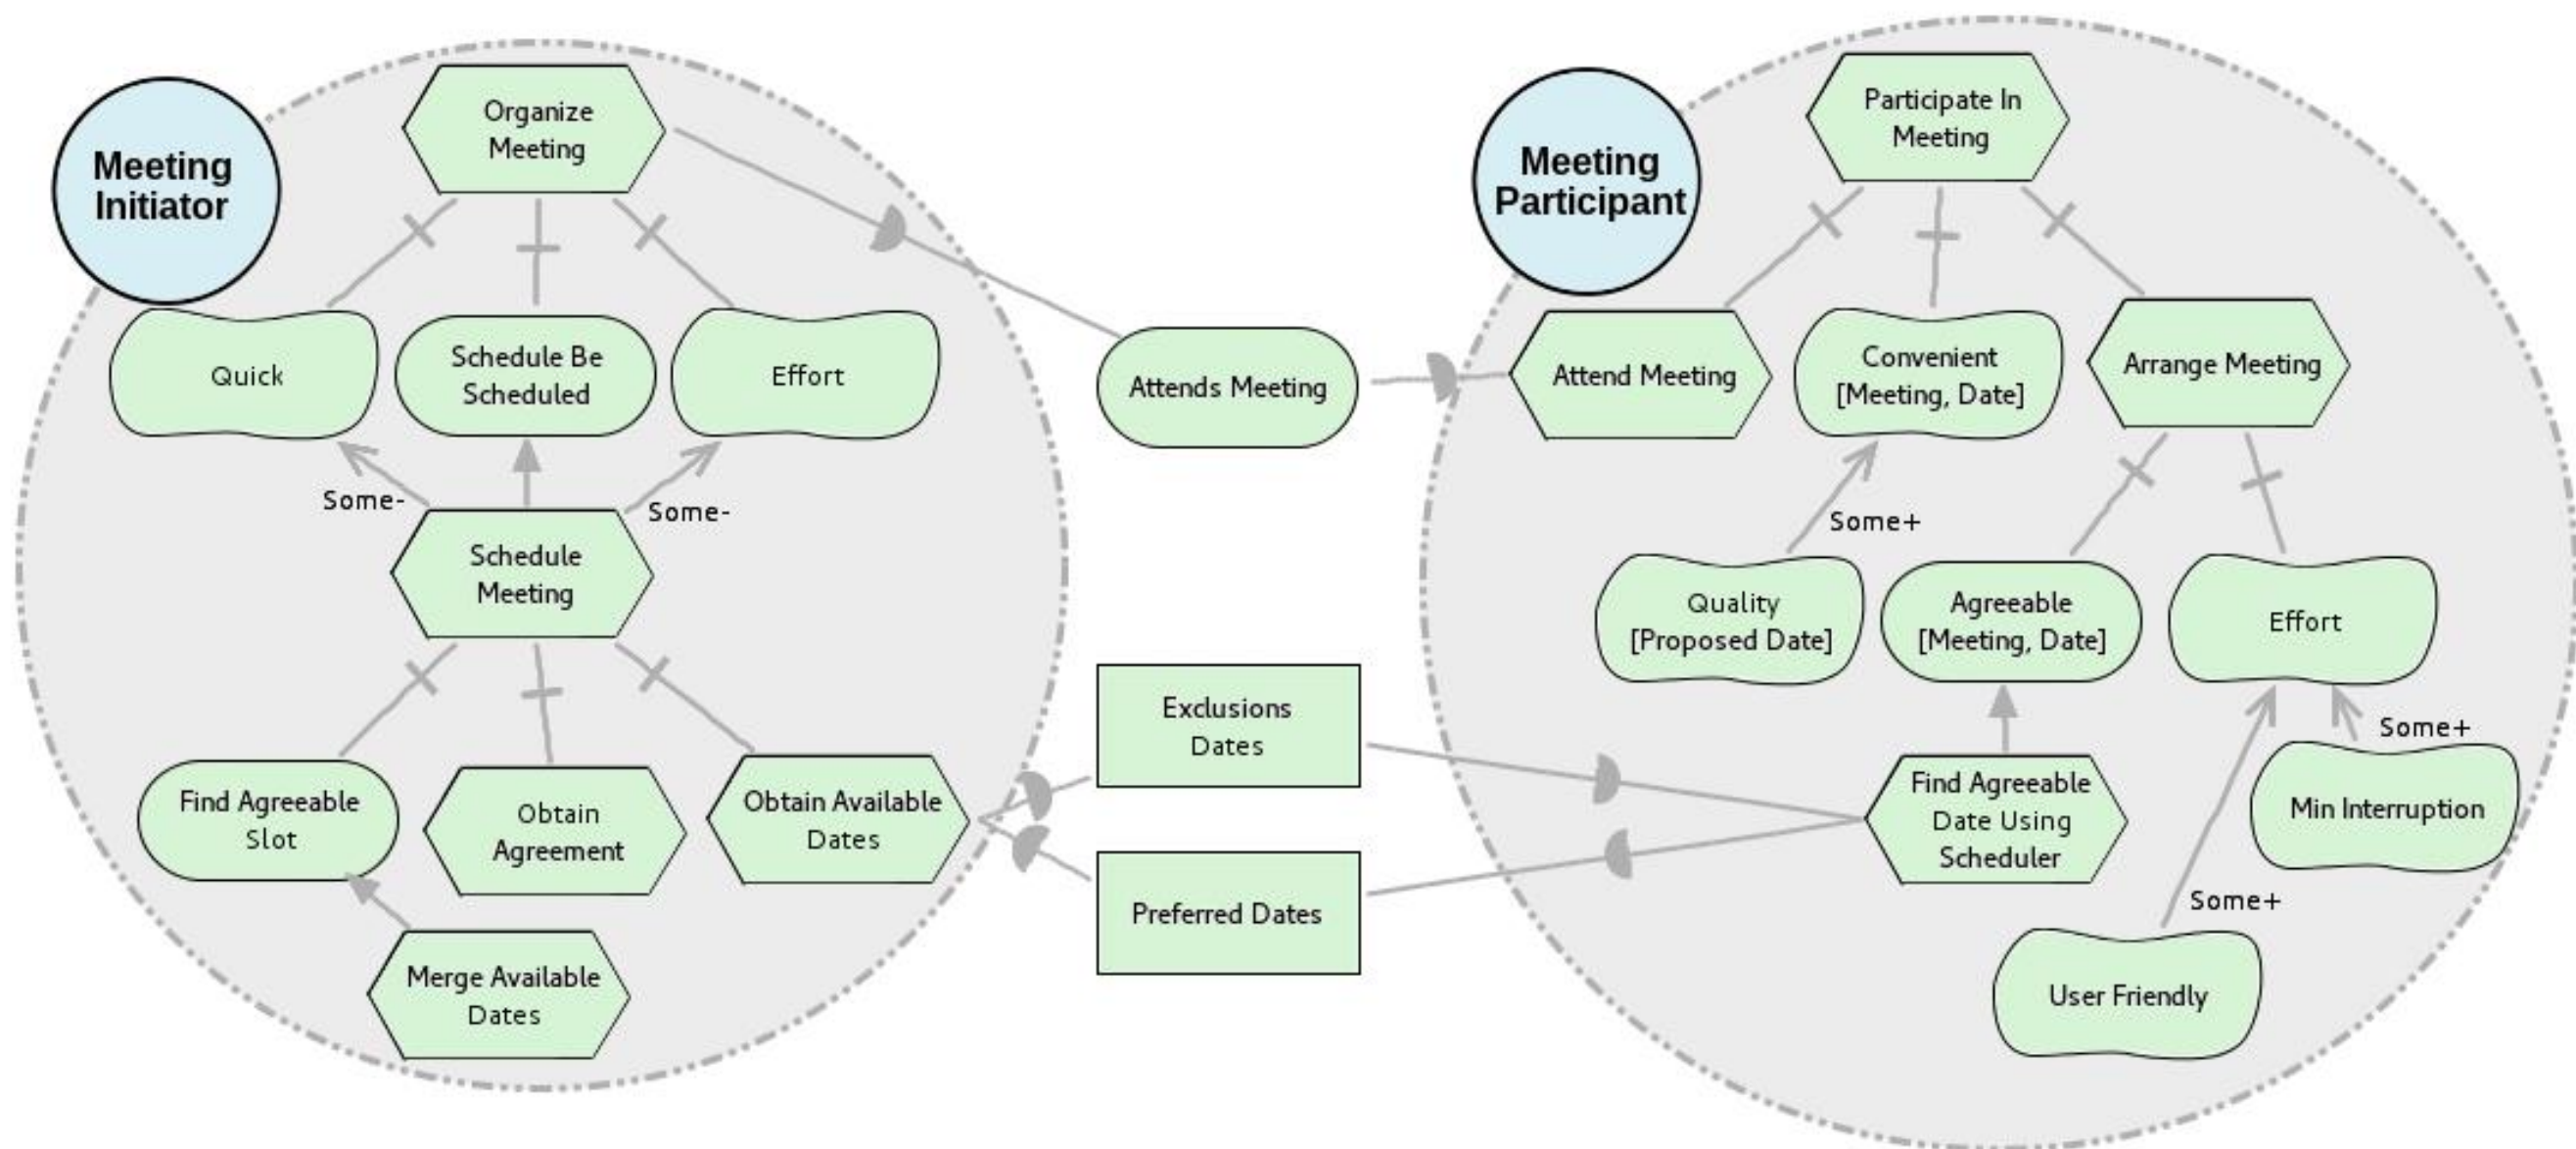 Meeting
Initiator
Organize
Meeting
Quick
Schedule Be
Scheduled
Effort
Some-
Some-
Schedule
Meeting
Find Agreeable
Slot
Obtain
Agreement
Obtain Available
Dates
Merge Available
Dates
Attends Meeting
Exclusions
Dates
Preferred Dates
Meeting
Participant
Participate In
Meeting
Attend Meeting
Convenient
[Meeting, Date]
Arrange Meeting
Some+
Quality
[Proposed Date]
Agreeable
[Meeting, Date]
Effort
Some+
Find Agreeable
Date Using
Scheduler
Min Interruption
Some+
User Friendly